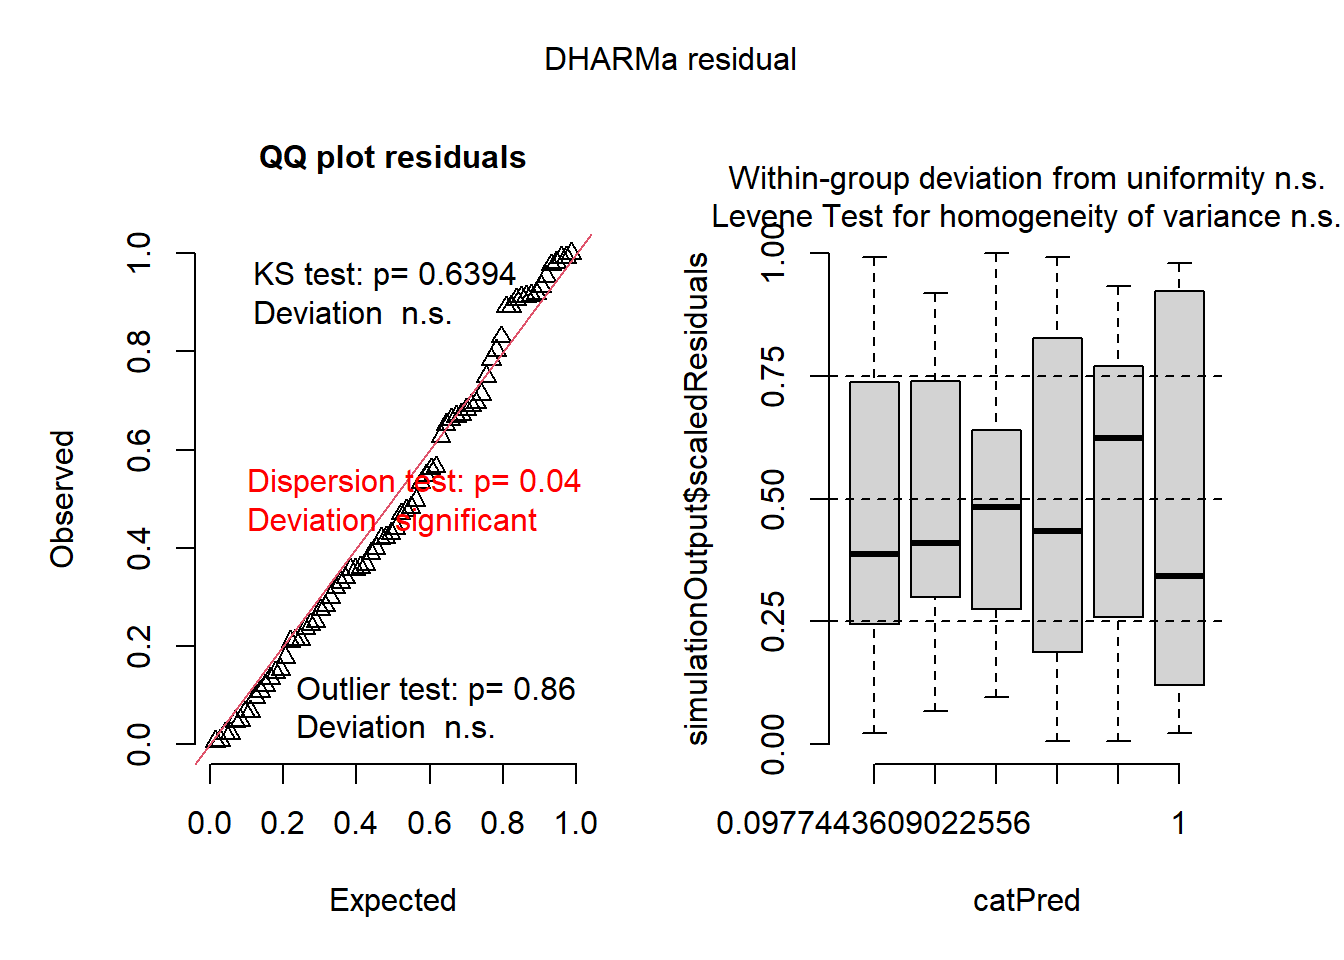 DHARMa residual
QQ plot residuals
KS test: p= 0.6394
Deviation  n.s.
Dispersion test: p= 0.04
Deviation  significant
Outlier test: p= 0.86
Deviation  n.s.
Observed
0.0
0.2
0.4
0.6
0.8
1.0
0.0 0.2 0.4 0.6 0.8 1.0
Expected
Within-group deviation from uniformity n.s.
Levene Test for homogeneity of variance n.s.
simulationOutput$scaledResiduals
0.00
0.25
0.50
0.75
1.00
0.0977443609022556 1
catPred